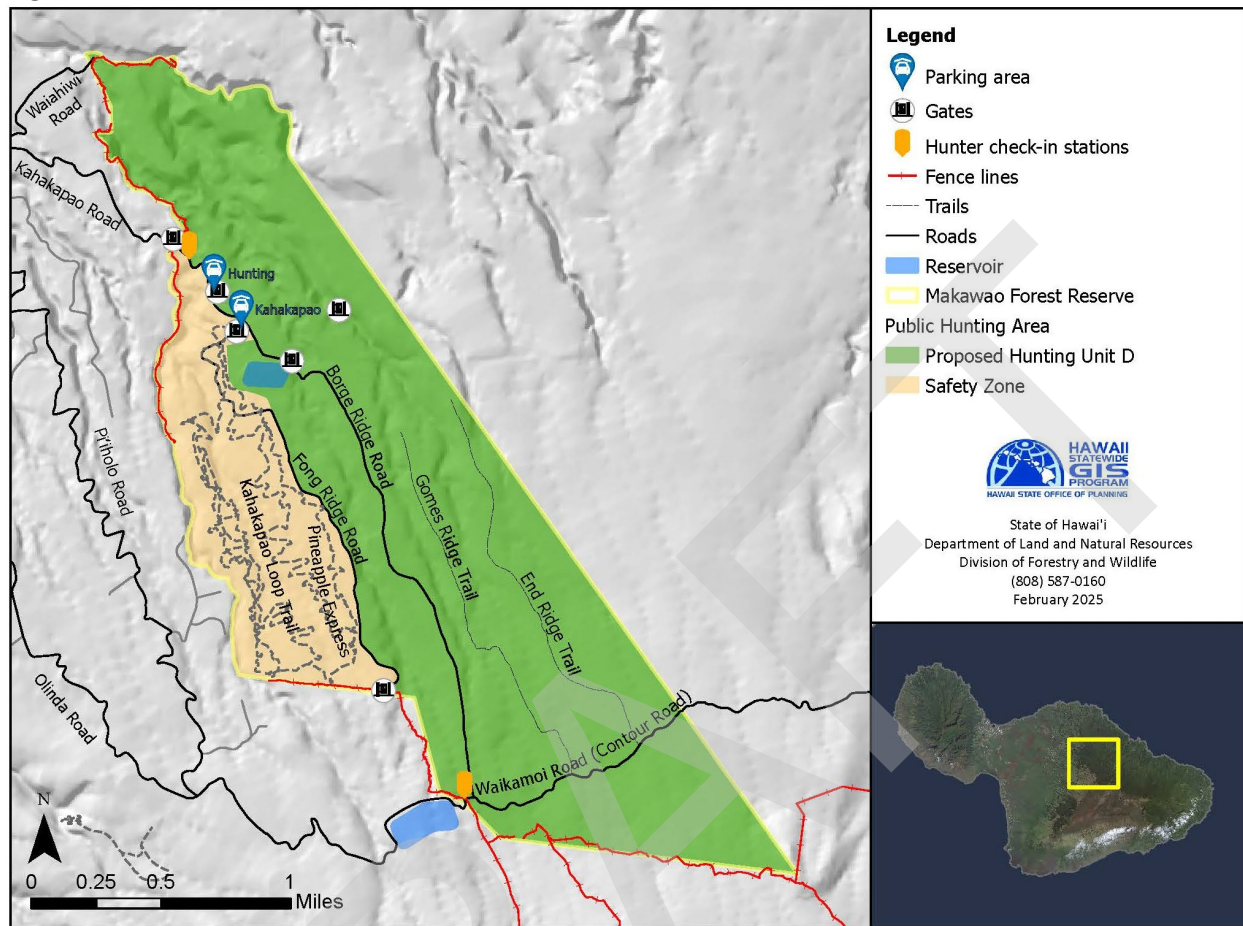 Waiahiwi
Road
Kahakapao Road
Hunting
Kahakapao
Pi'iholo Road
Borge Ridge Road
Fong Ridge Road
Gomes Ridge Trail
End Ridge Trail
Kahakapao Loop Trail
Pineapple Express
Olinda Road
Waikamoi Road (Contour Road)
N
0 0.25 0.5 1
Miles
Legend
Parking area
Gates
Hunter check-in stations
Fence lines
Trails
Roads
Reservoir
Makawao Forest Reserve
Public Hunting Area
Proposed Hunting Unit D
Safety Zone
HAWAII
STATEWIDE
GIS
PROGRAM
HAWAII STATE OFFICE OF PLANNING
State of Hawai'i
Department of Land and Natural Resources
Division of Forestry and Wildlife
(808) 587-0160
February 2025